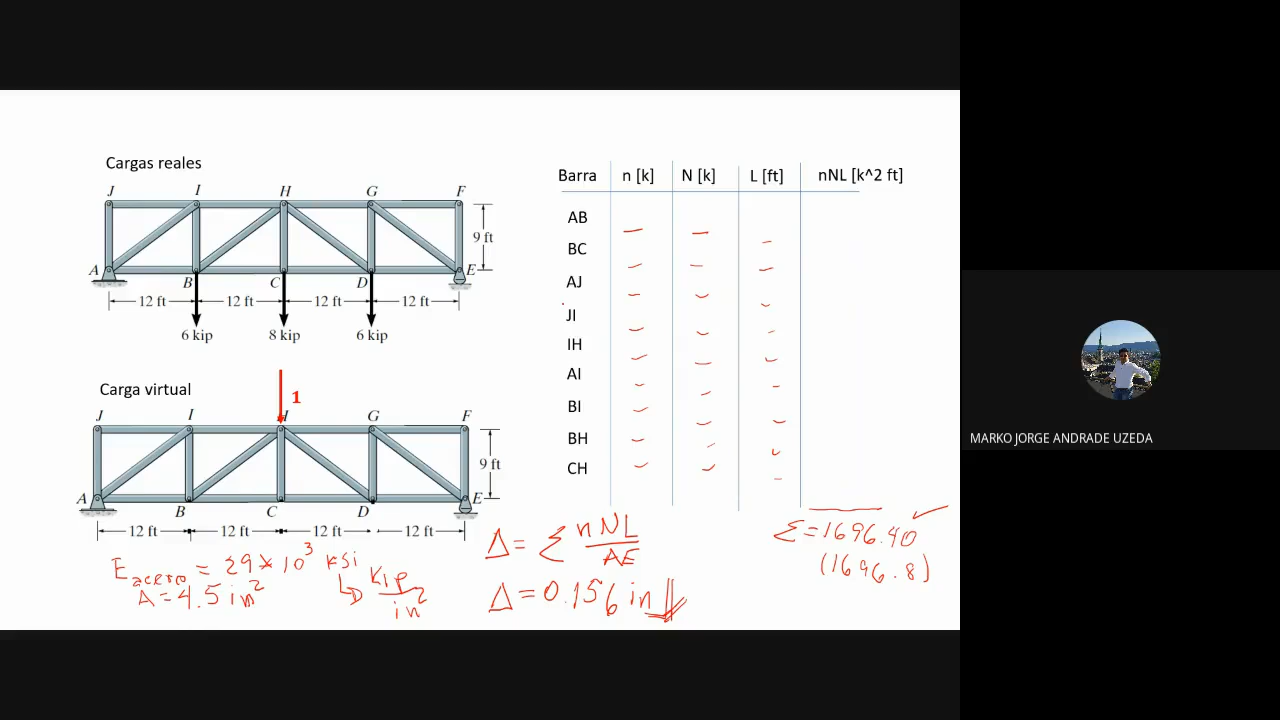 Cargas reales
J I H G F
9 ft
A B C D E
12 ft 12 ft 12 ft 12 ft
6 kip 8 kip 6 kip
Carga virtual
1
J I H G F
9 ft
A B C D E
12 ft 12 ft 12 ft 12 ft
E acero = 29 x 10^3 KSI
A = 4.5 in^2
Kip
in^2
Barra n [k] N [k] L [ft] nNL [k^2 ft]
AB
BC
AJ
JI
IH
AI
BI
BH
CH
Δ = Σ nNL
AE
Δ = 0.156 in
Σ = 1696.40
(1696.8)
MARKO JORGE ANDRADE UZEDA